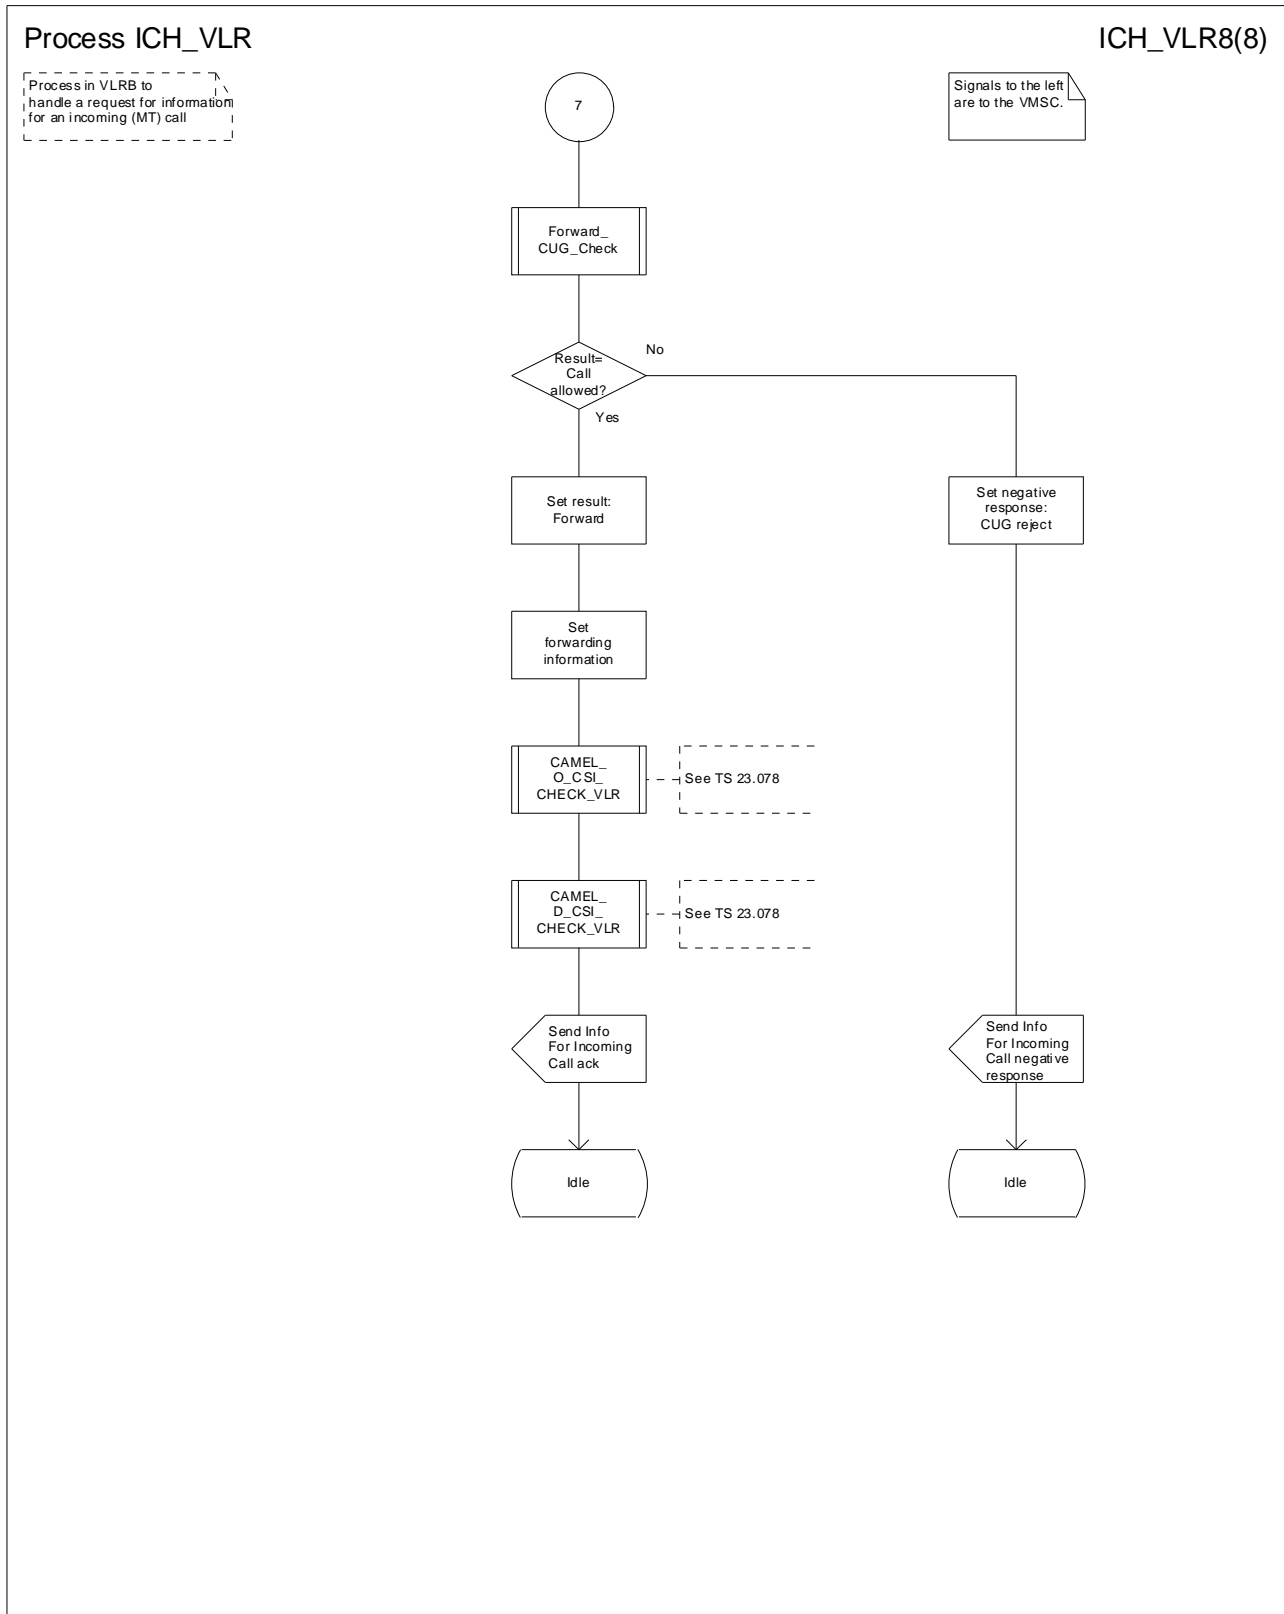 Process ICH_VLR
ICH_VLR8(8)
Process in VLRB to
handle a request for information
for an incoming (MT) call
7
Signals to the left
are to the VMSC.
Forward_
CUG_Check
No
Result=
Call
allowed?
Yes
Set result:
Forward
Set negative
response:
CUG reject
Set
forwarding
information
CAMEL_
O_CSI_
CHECK_VLR
See TS 23.078
CAMEL_
D_CSI_
CHECK_VLR
See TS 23.078
Send Info
For Incoming
Call ack
Send Info
For Incoming
Call negative
response
Idle
Idle